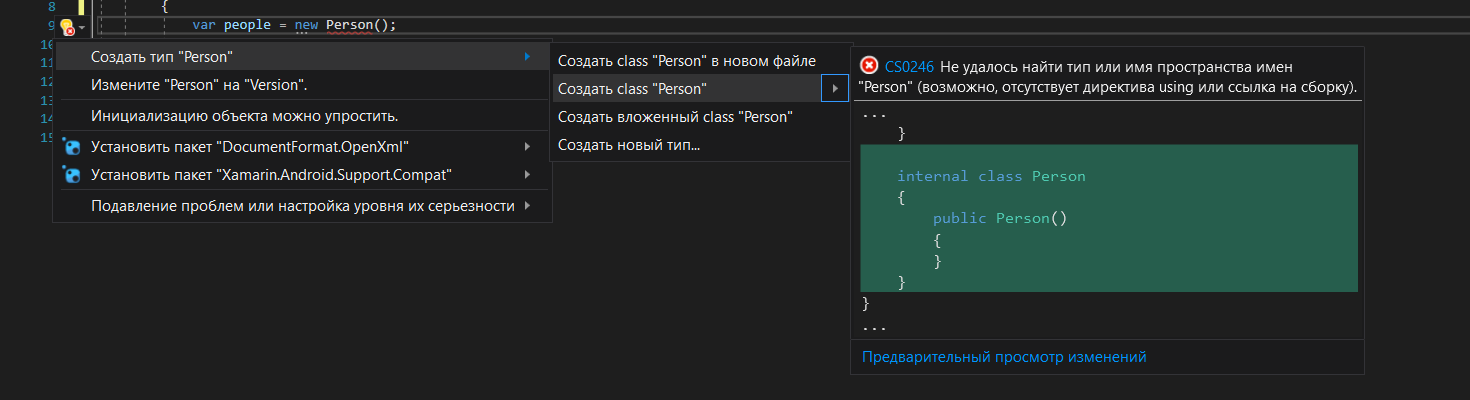 8 {
9 var people = new Person();
10
11
12
13
14
15
Создать тип "Person"
Измените "Person" на "Version".
Инициализацию объекта можно упростить.
Установить пакет "DocumentFormat.OpenXml"
Установить пакет "Xamarin.Android.Support.Compat"
Подавление проблем или настройка уровня их серьезности
Создать class "Person" в новом файле
Создать class "Person"
Создать вложенный class "Person"
Создать новый тип...
CS0246 Не удалось найти тип или имя пространства имен
"Person" (возможно, отсутствует директива using или ссылка на сборку).
...
}
internal class Person
{
public Person()
{
}
}
}
...
Предварительный просмотр изменений